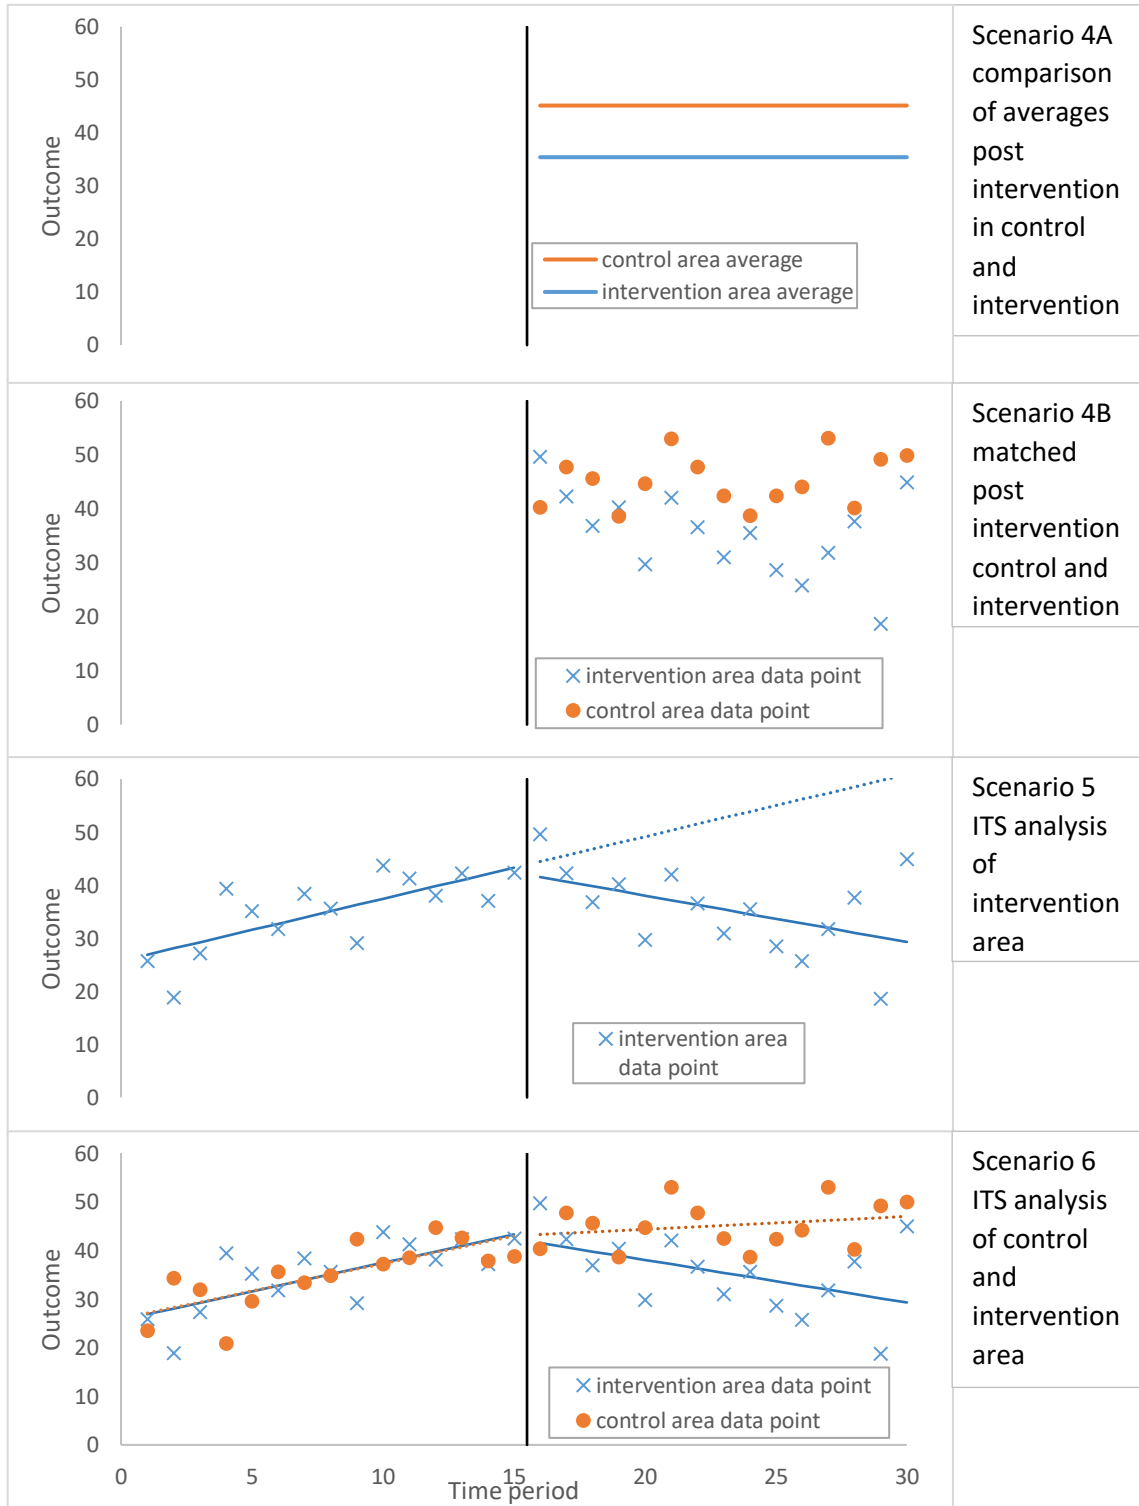 60
50
40
30
20
10
0
Outcome
control area average
intervention area average
Scenario 4A
comparison
of averages
post
intervention
in control
and
intervention
60
50
40
30
20
10
0
Outcome
intervention area data point
control area data point
Scenario 4B
matched
post
intervention
control and
intervention
60
50
40
30
20
10
0
Outcome
intervention area
data point
Scenario 5
ITS analysis
of
intervention
area
60
50
40
30
20
10
0
Outcome
intervention area data point
control area data point
0 5 10 15 20 25 30
Time period
Scenario 6
ITS analysis
of control
and
intervention
area